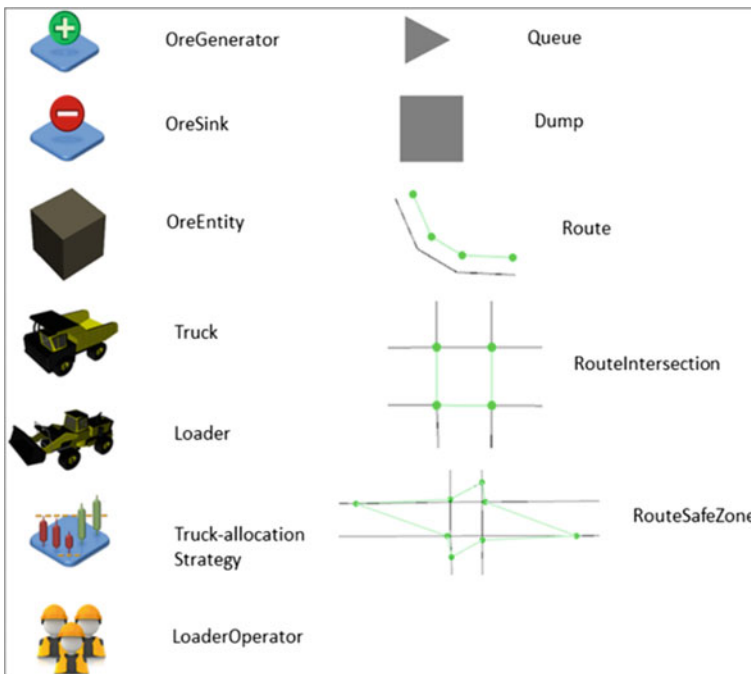 OreGenerator
OreSink
OreEntity
Truck
Loader
Truck-allocation
Strategy
LoaderOperator
Queue
Dump
Route
RouteIntersection
RouteSafeZone